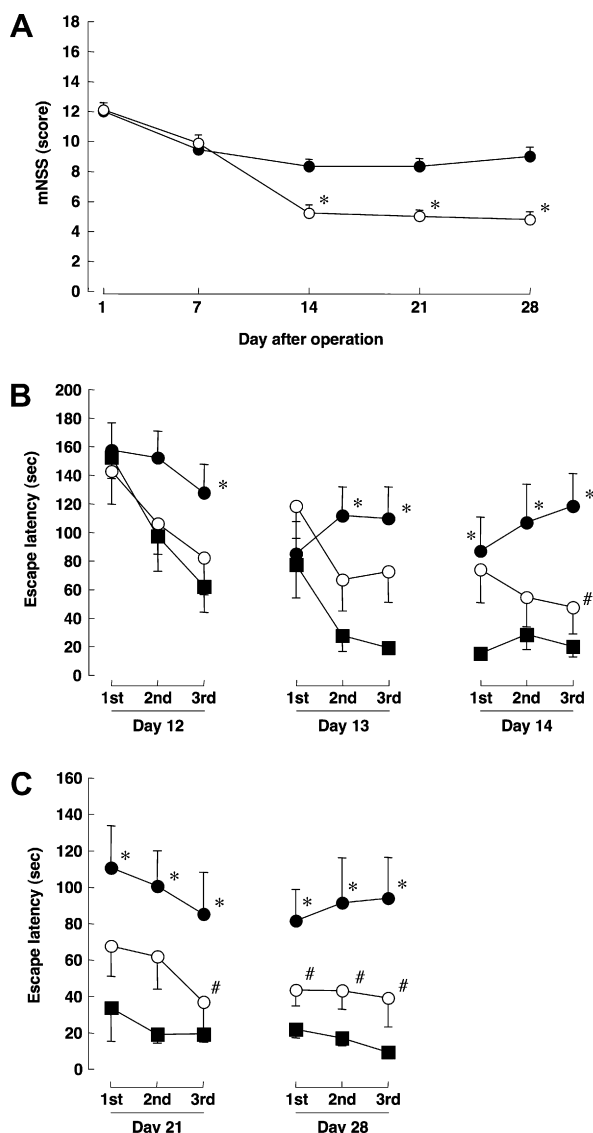 A
18
16
14
12
10
8
6
4
2
0
mNSS (score)
*
*
*
1 7 14 21 28
Day after operation
B
200
180
160
140
120
100
80
60
40
20
0
Escape latency (sec)
*
* *
* * *
#
1st 2nd 3rd 1st 2nd 3rd 1st 2nd 3rd
Day 12 Day 13 Day 14
C
160
140
120
100
80
60
40
20
0
Escape latency (sec)
* * *
#
* * *
# # #
1st 2nd 3rd 1st 2nd 3rd
Day 21 Day 28